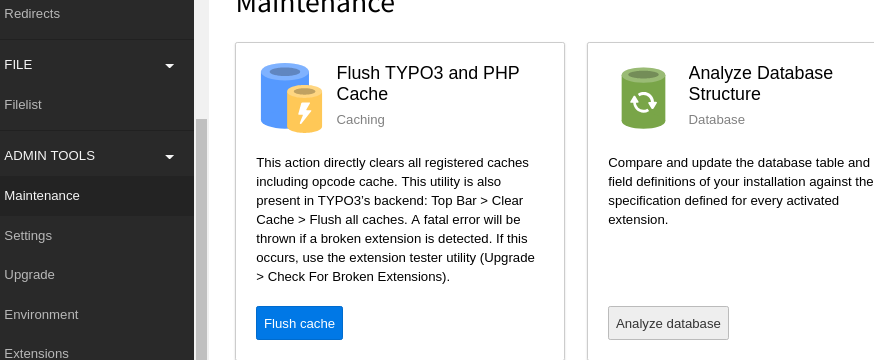 Redirects
FILE
Filelist
ADMIN TOOLS
Maintenance
Settings
Upgrade
Environment
Extensions
Maintenance
Flush TYPO3 and PHP
Cache
Caching
This action directly clears all registered caches
including opcode cache. This utility is also
present in TYPO3's backend: Top Bar > Clear
Cache > Flush all caches. A fatal error will be
thrown if a broken extension is detected. If this
occurs, use the extension tester utility (Upgrade
> Check For Broken Extensions).
Flush cache
Analyze Database
Structure
Database
Compare and update the database table and
field definitions of your installation against the
specification defined for every activated
extension.
Analyze database